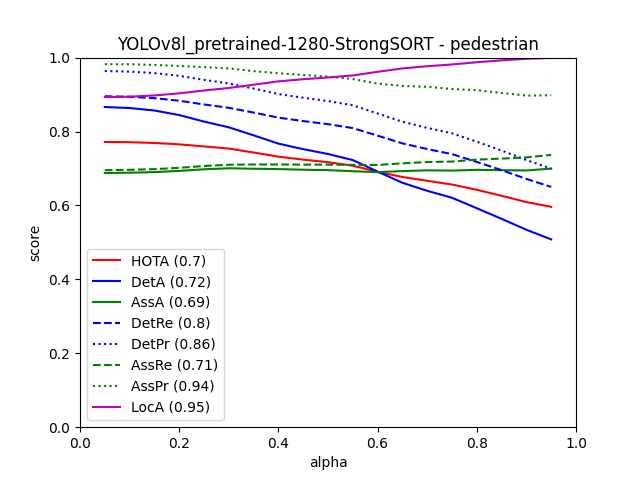 YOLOv8l_pretrained-1280-StrongSORT - pedestrian
1.0
0.8
0.6
0.4
0.2
0.0
score
HOTA (0.7)
DetA (0.72)
AssA (0.69)
DetRe (0.8)
DetPr (0.86)
AssRe (0.71)
AssPr (0.94)
LocA (0.95)
0.0 0.2 0.4 0.6 0.8 1.0
alpha